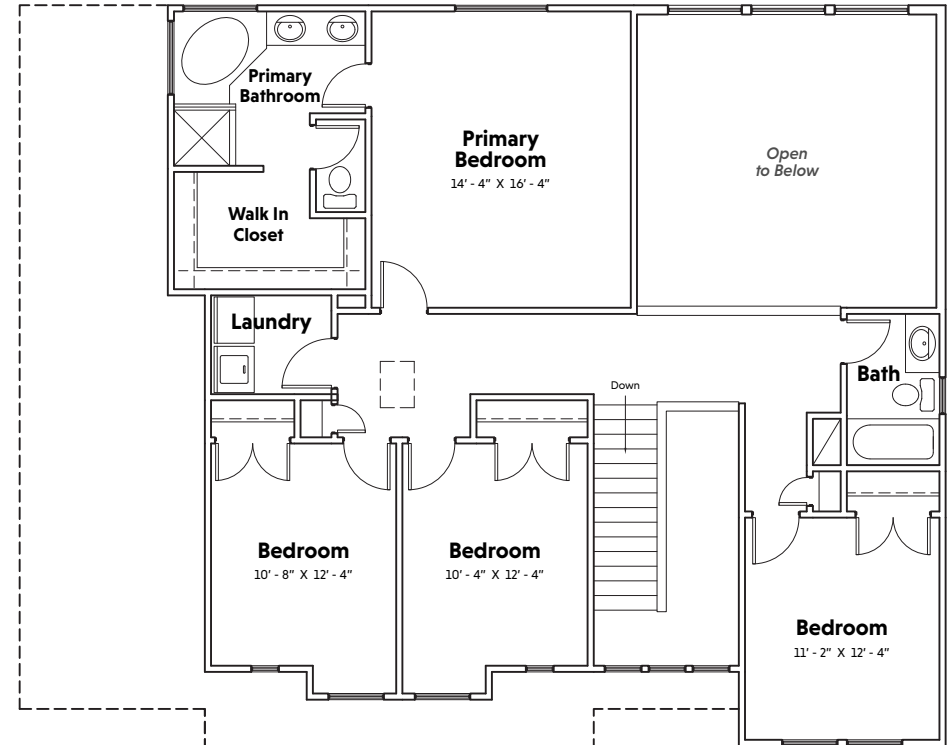 Primary
Bathroom
Primary
Bedroom
14' - 4" X 16' - 4"
Open
to Below
Walk In
Closet
Laundry
Bath
Down
Bedroom
10' - 8" X 12' - 4"
Bedroom
10' - 4" X 12' - 4"
Bedroom
11' - 2" X 12' - 4"